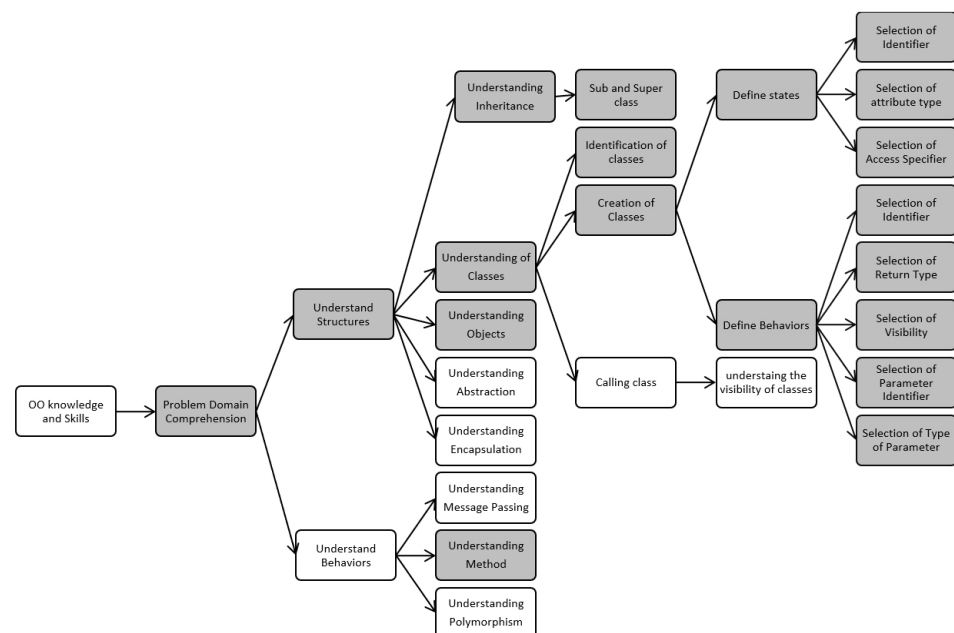 OO knowledge
and Skills
Problem Domain
Comprehension
Understand
Structures
Understand
Behaviors
Understanding
Inheritance
Understanding of
Classes
Understanding
Objects
Understanding
Abstraction
Understanding
Encapsulation
Understanding
Message Passing
Understanding
Method
Understanding
Polymorphism
Sub and Super
class
Identification of
classes
Creation of
Classes
Calling class
Define states
Define Behaviors
understaing the
visibility of classes
Selection of
Identifier
Selection of
attribute type
Selection of
Access Specifier
Selection of
Identifier
Selection of
Return Type
Selection of
Visibility
Selection of
Parameter
Identifier
Selection of Type
of Parameter